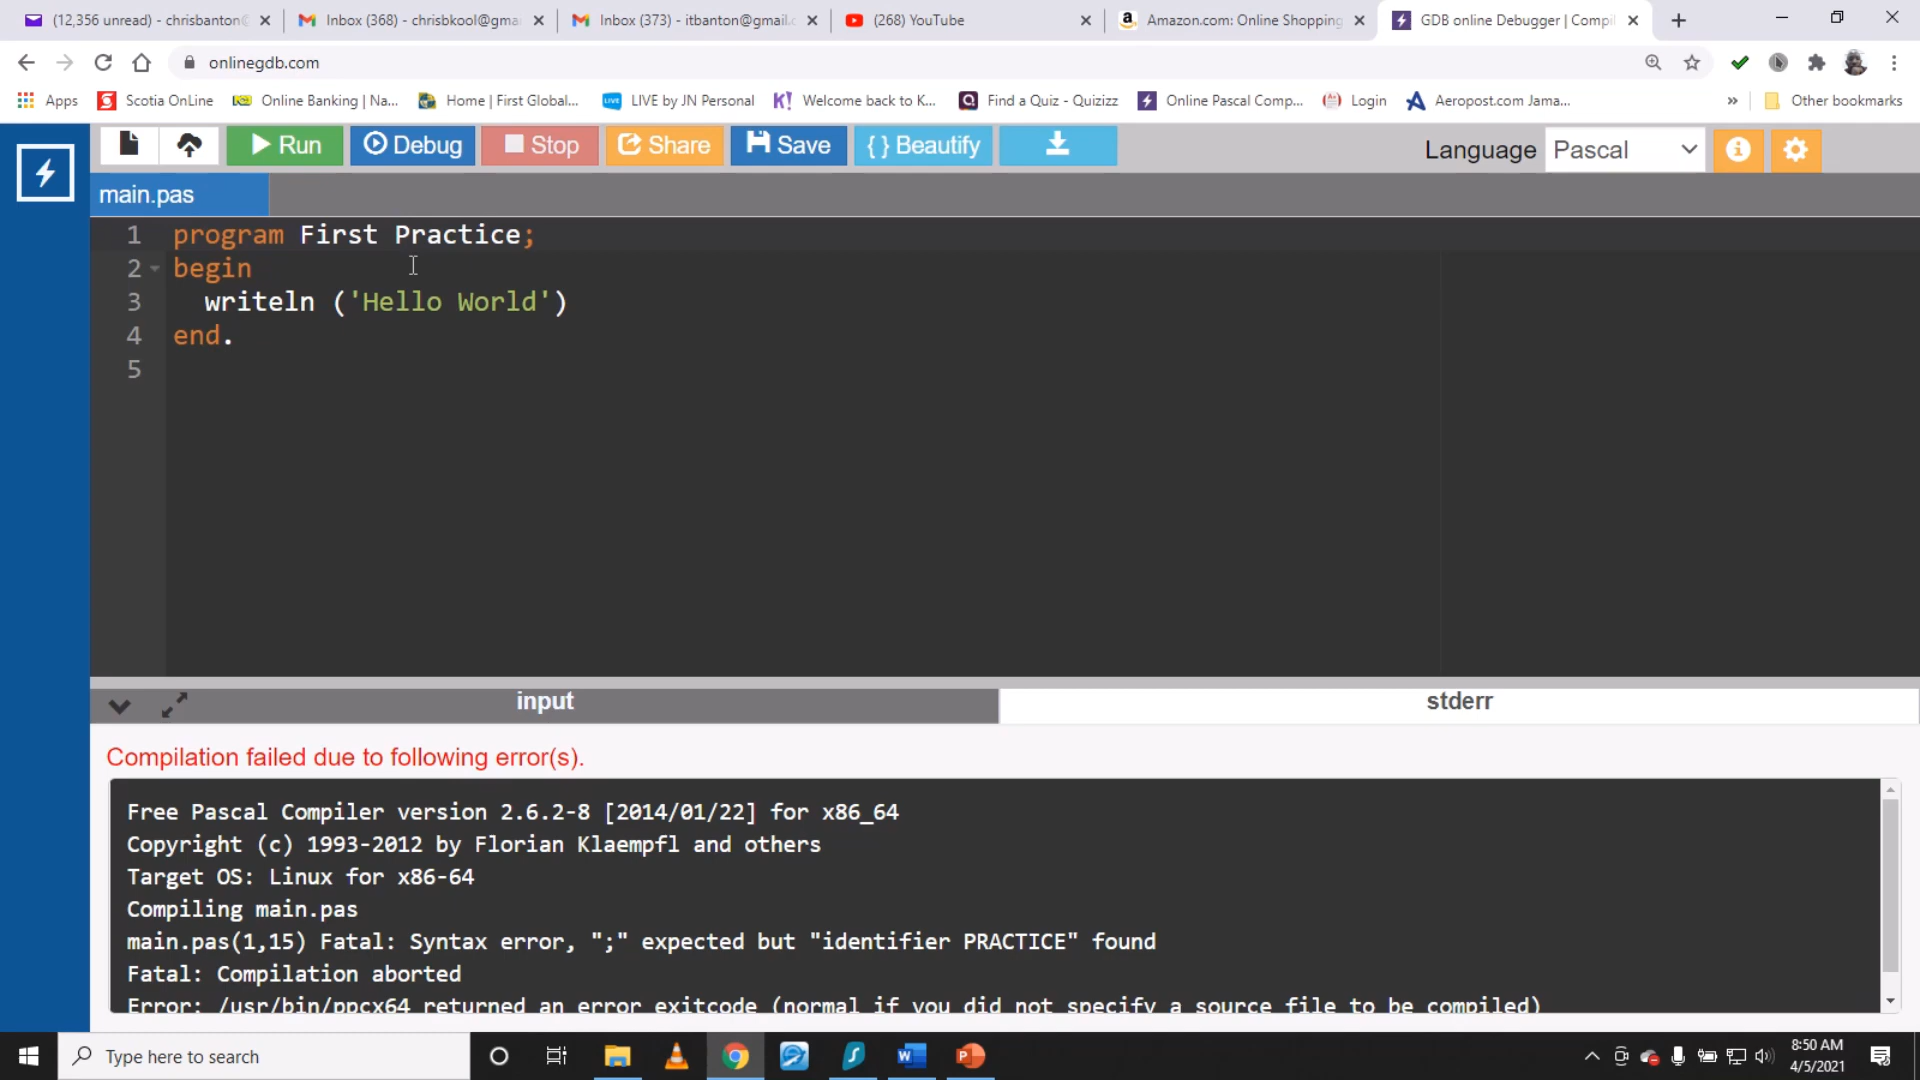 (12,356 unread) - chrisbanton@
Inbox (368) - chrisbkool@gma
Inbox (373) - itbanton@gmail.c
(268) YouTube
Amazon.com: Online Shopping
GDB online Debugger | Compil
onlinegdb.com
Apps
Scotia OnLine
Online Banking | Na...
Home | First Global...
LIVE
LIVE by JN Personal
K!
Welcome back to K...
Find a Quiz - Quizizz
Online Pascal Comp...
Login
Aeropost.com Jama...
»
Other bookmarks
Run
Debug
Stop
Share
Save
{ } Beautify
Language
Pascal
main.pas
1 program First Practice;
2 begin
3 writeln ('Hello World')
4 end.
5
input
stderr
Compilation failed due to following error(s).
Free Pascal Compiler version 2.6.2-8 [2014/01/22] for x86_64
Copyright (c) 1993-2012 by Florian Klaempfl and others
Target OS: Linux for x86-64
Compiling main.pas
main.pas(1,15) Fatal: Syntax error, ";" expected but "identifier PRACTICE" found
Fatal: Compilation aborted
Error: /usr/bin/ppcx64 returned an error exitcode (normal if you did not specify a source file to be compiled)
Type here to search
8:50 AM
4/5/2021